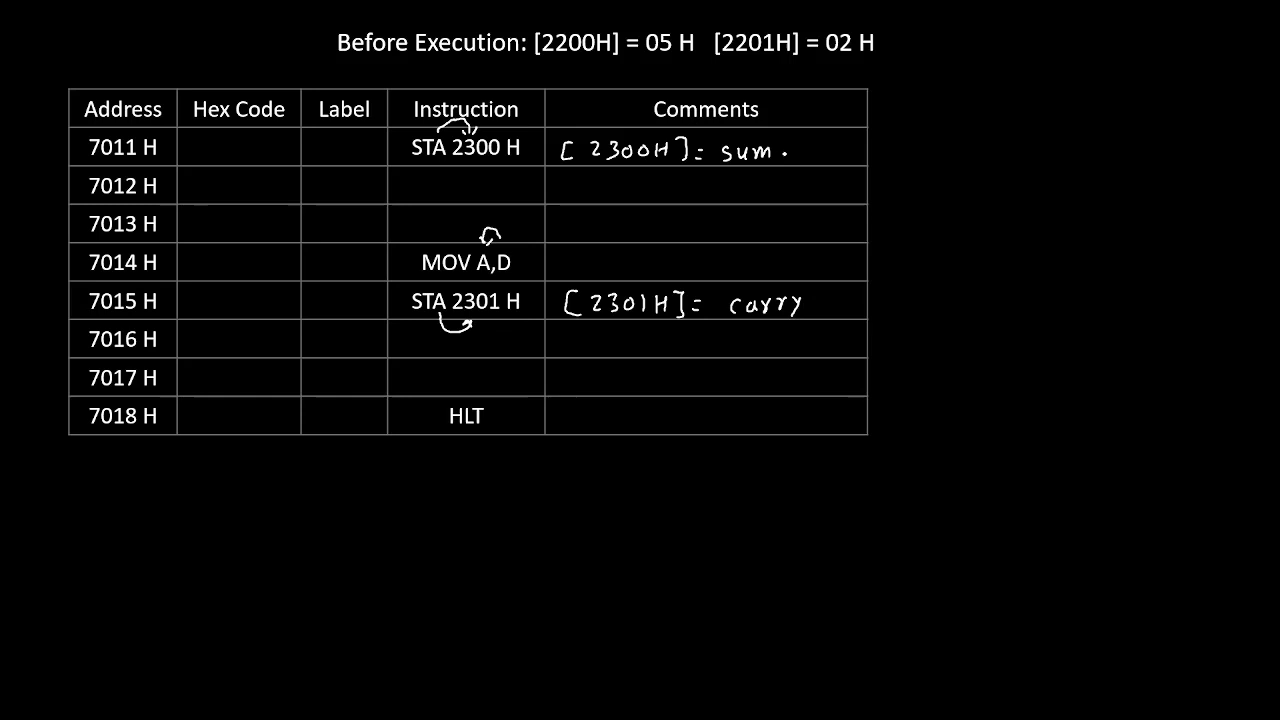 Before Execution: [2200H] = 05 H [2201H] = 02 H
Address Hex Code Label Instruction Comments
7011 H STA 2300 H [2300H] = sum.
7012 H
7013 H
7014 H MOV A,D
7015 H STA 2301 H [2301H] = carry
7016 H
7017 H
7018 H HLT